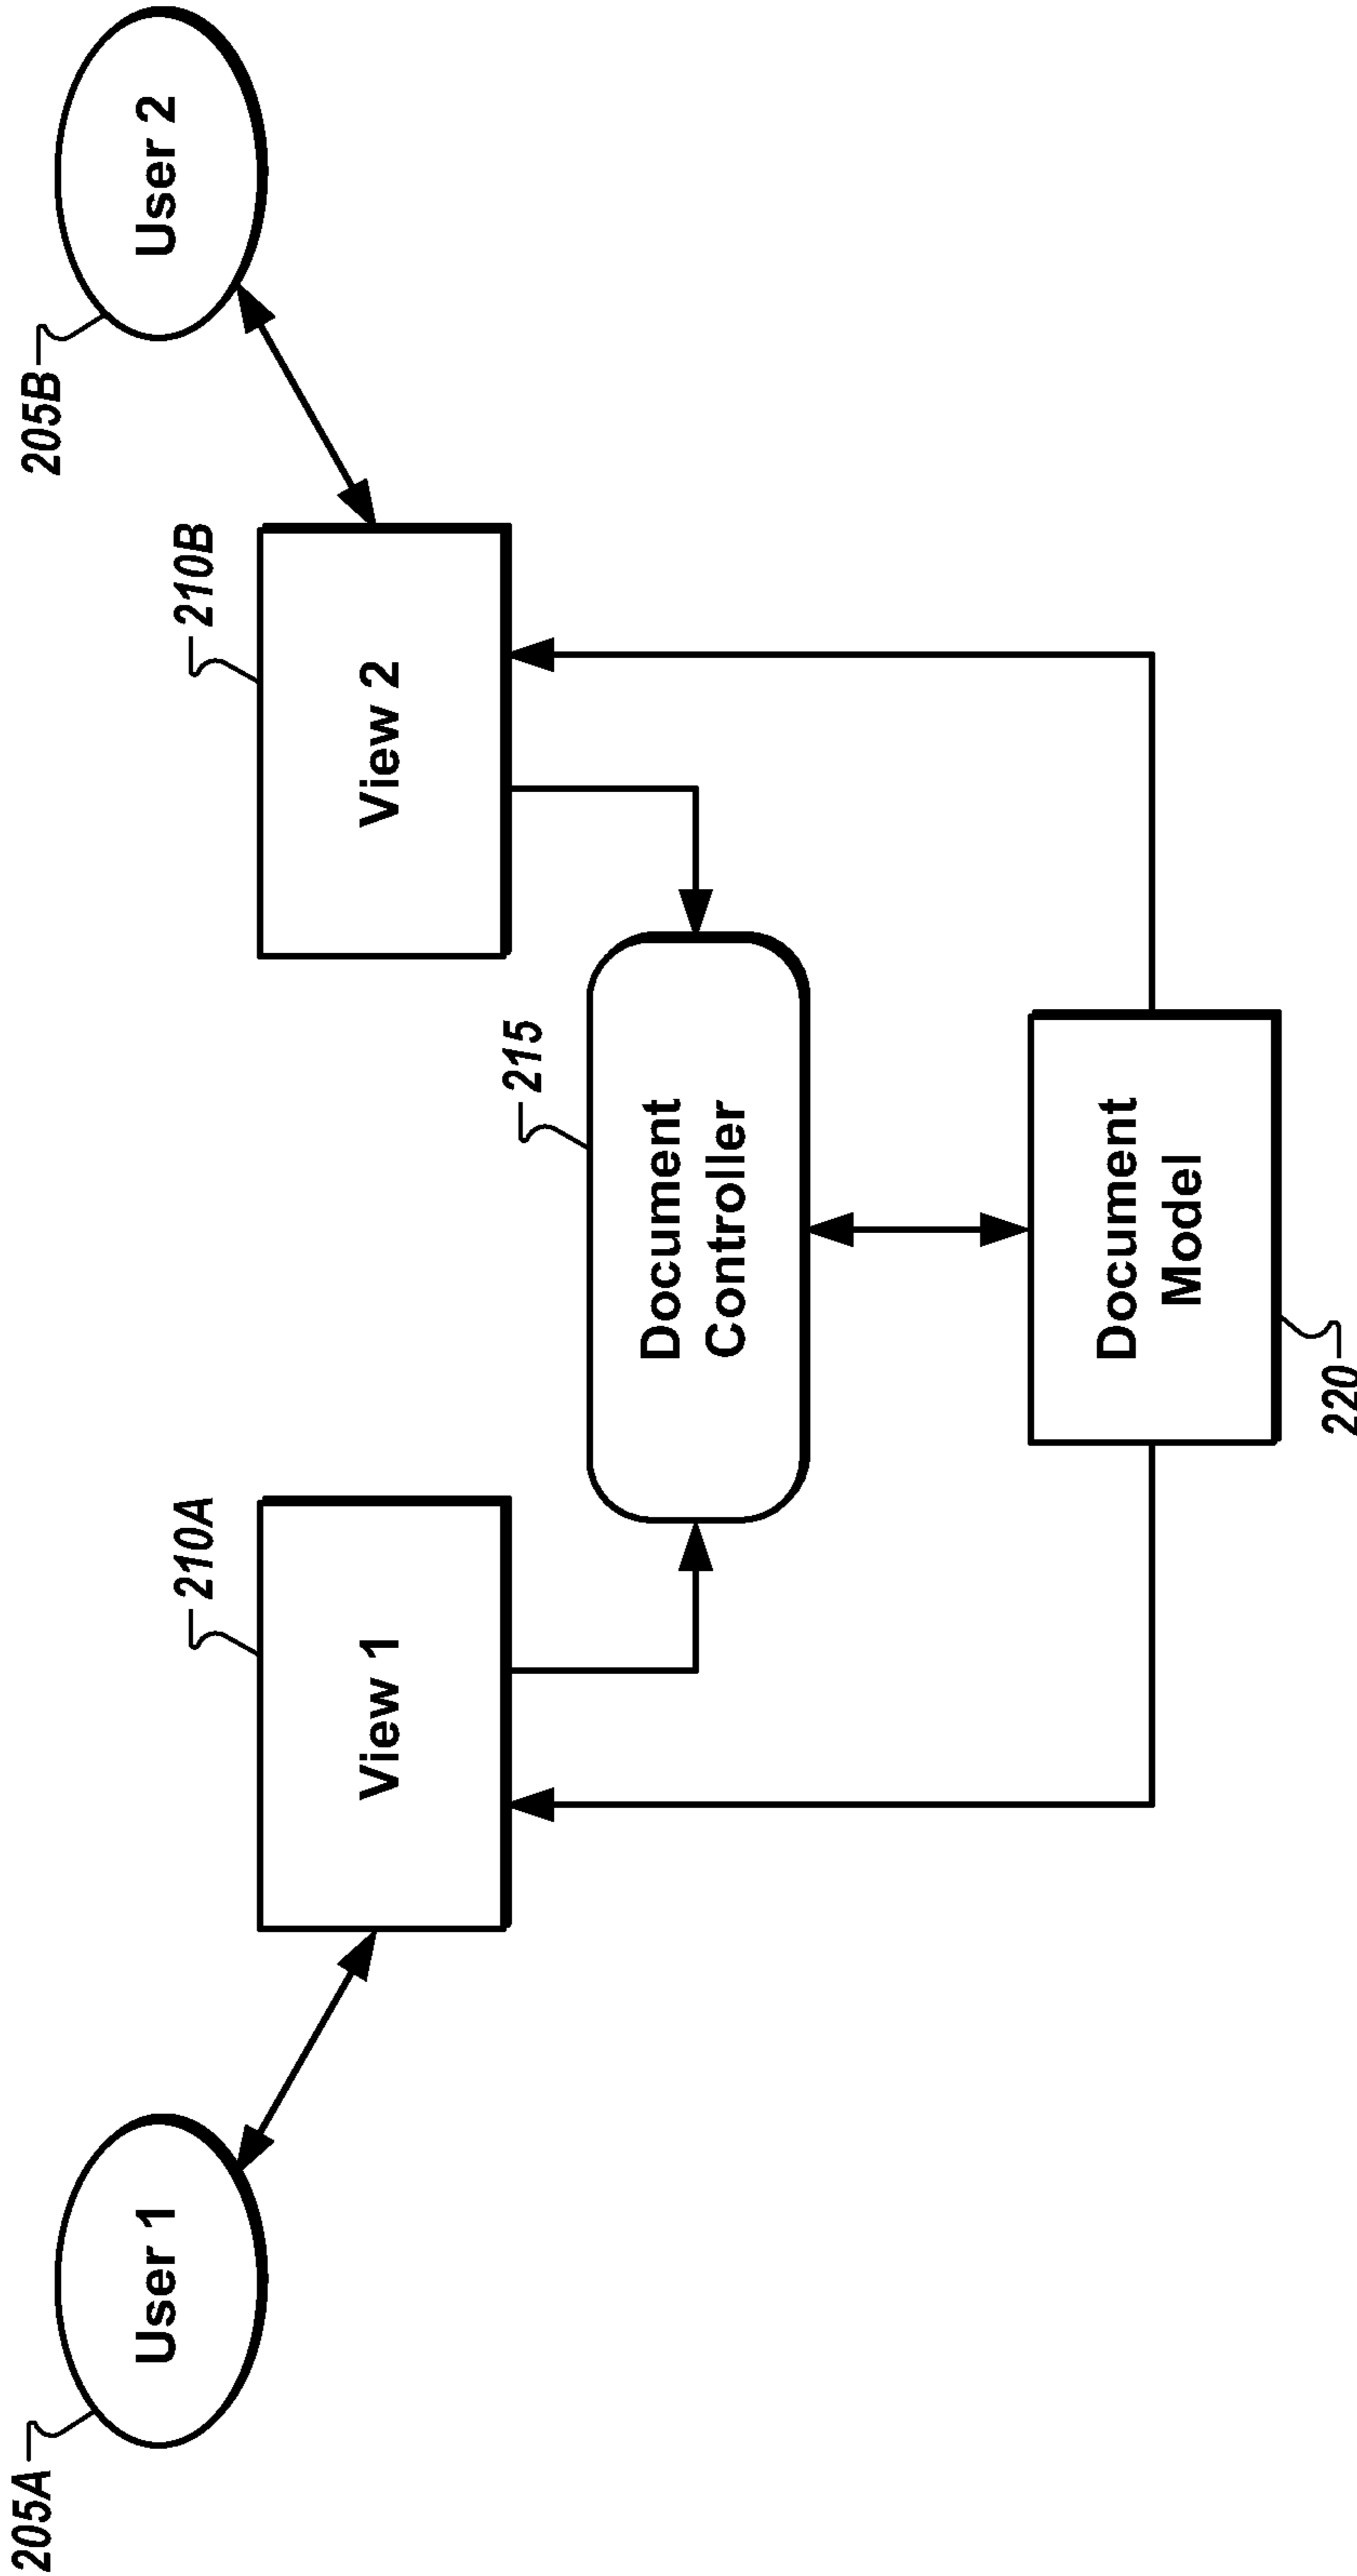 205A
User 1
205B
User 2
210A
View 1
210B
View 2
215
Document
Controller
Document
Model
220